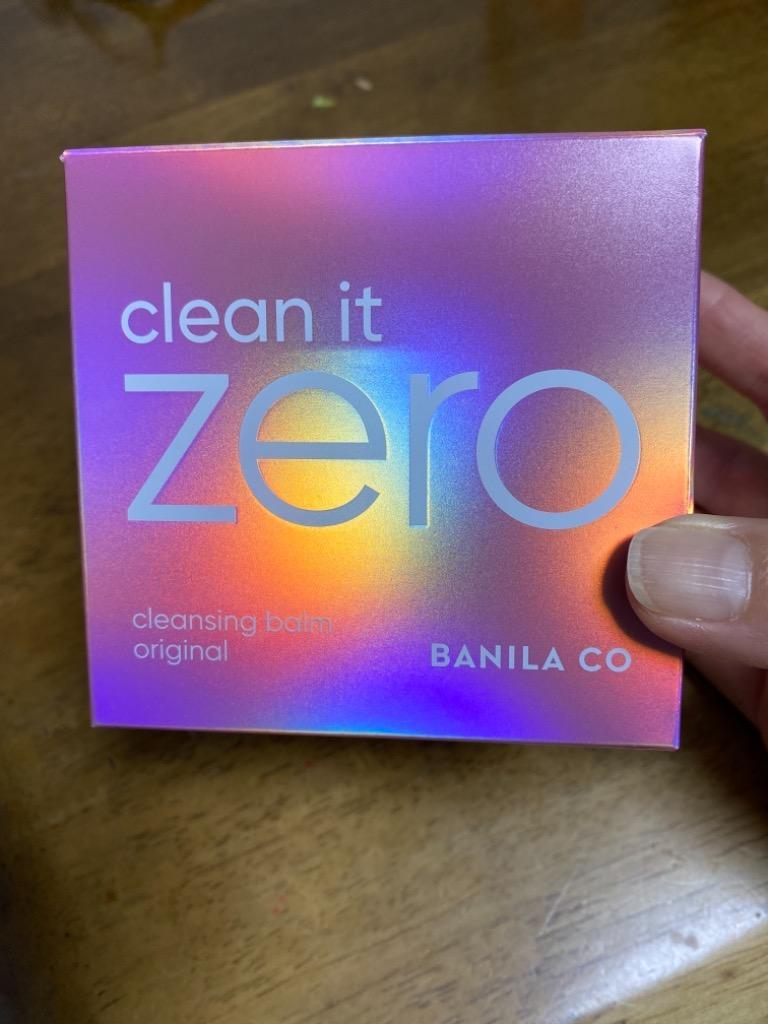 clean it
zero
cleansing balm
original
BANILA CO